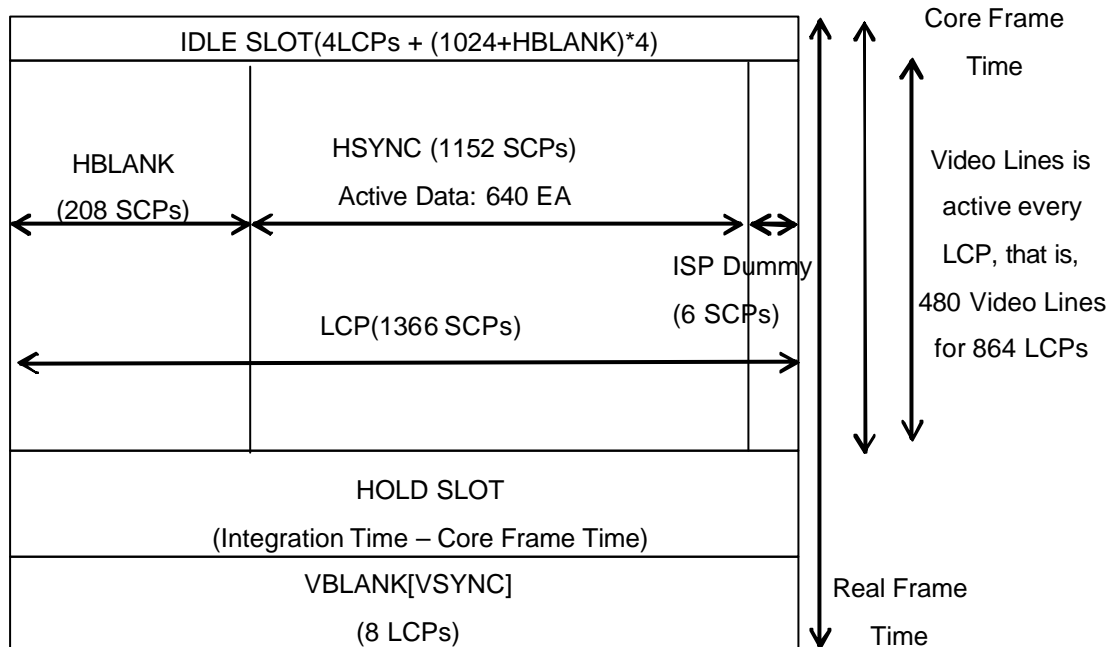 IDLE SLOT(4LCPs + (1024+HBLANK)*4)
Core Frame
Time
HBLANK
(208 SCPs)
HSYNC (1152 SCPs)
Active Data: 640 EA
ISP Dummy
(6 SCPs)
LCP(1366 SCPs)
Video Lines is
active every
LCP, that is,
480 Video Lines
for 864 LCPs
HOLD SLOT
(Integration Time – Core Frame Time)
VBLANK[VSYNC]
(8 LCPs)
Real Frame
Time